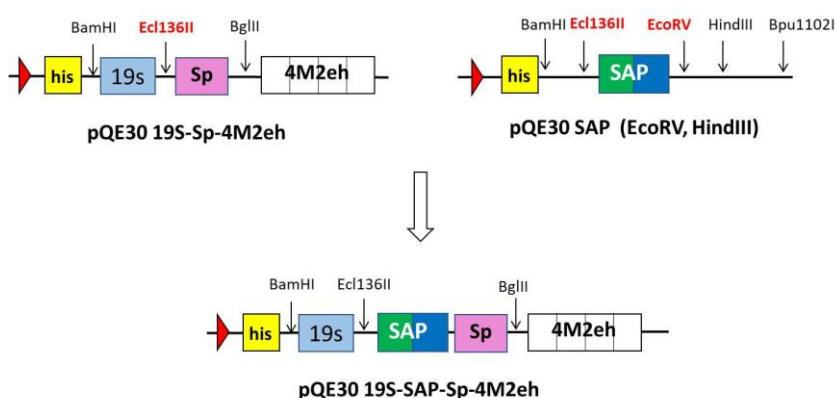 BamHI Ecl136II BglII
his 19s Sp 4M2eh
pQE30 19S-Sp-4M2eh
BamHI Ecl136II EcoRV HindIII Bpu1102I
his SAP
pQE30 SAP (EcoRV, HindIII)
BamHI Ecl136II BglII
his 19s SAP Sp 4M2eh
pQE30 19S-SAP-Sp-4M2eh